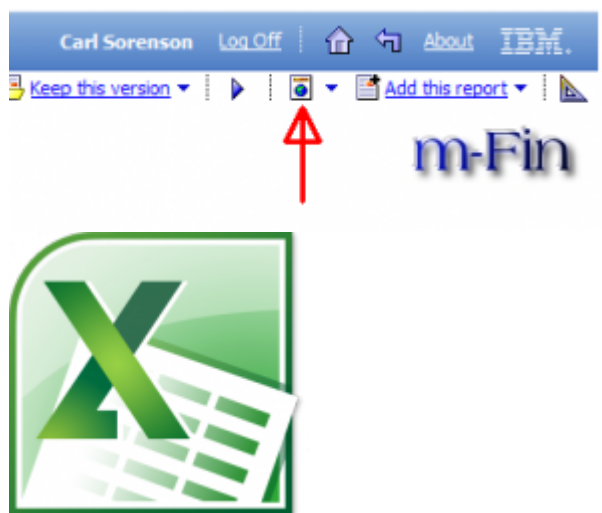 Carl Sorenson Log Off About IBM.
Keep this version Add this report
m-Fin
X